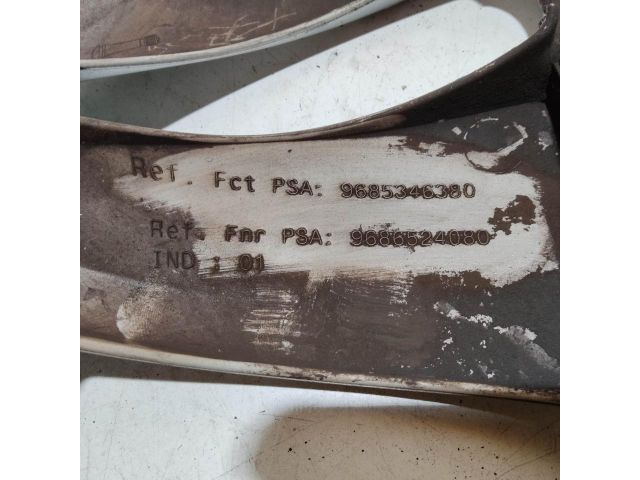 Ref. Fct PSA: 9685346380
Ref. Fnr PSA: 9686524080
IND : 01